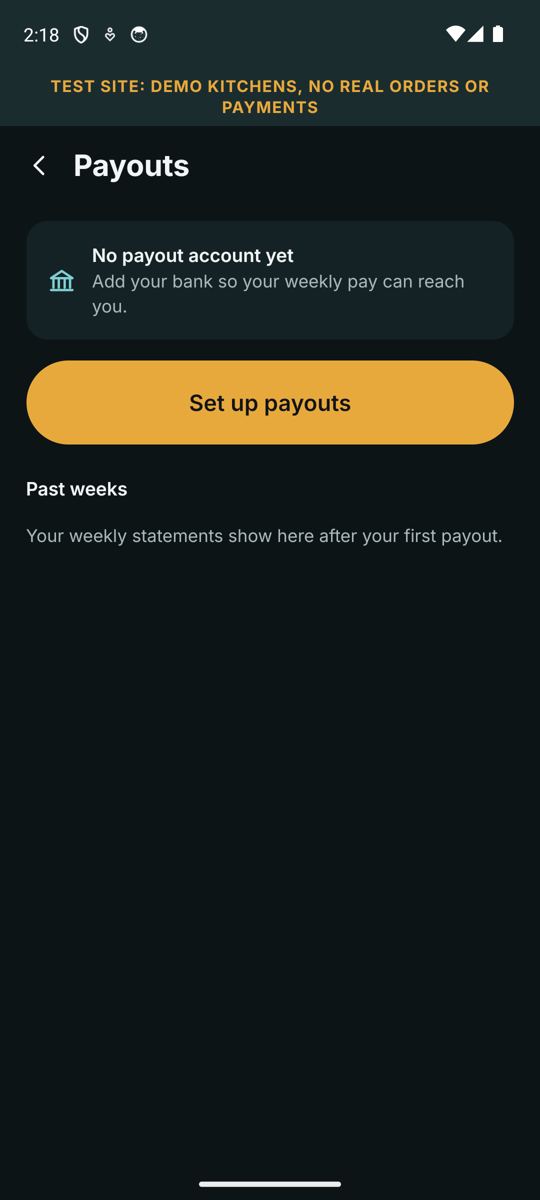 2:18
TEST SITE: DEMO KITCHENS, NO REAL ORDERS OR
PAYMENTS
Payouts
No payout account yet
Add your bank so your weekly pay can reach
you.
Set up payouts
Past weeks
Your weekly statements show here after your first payout.